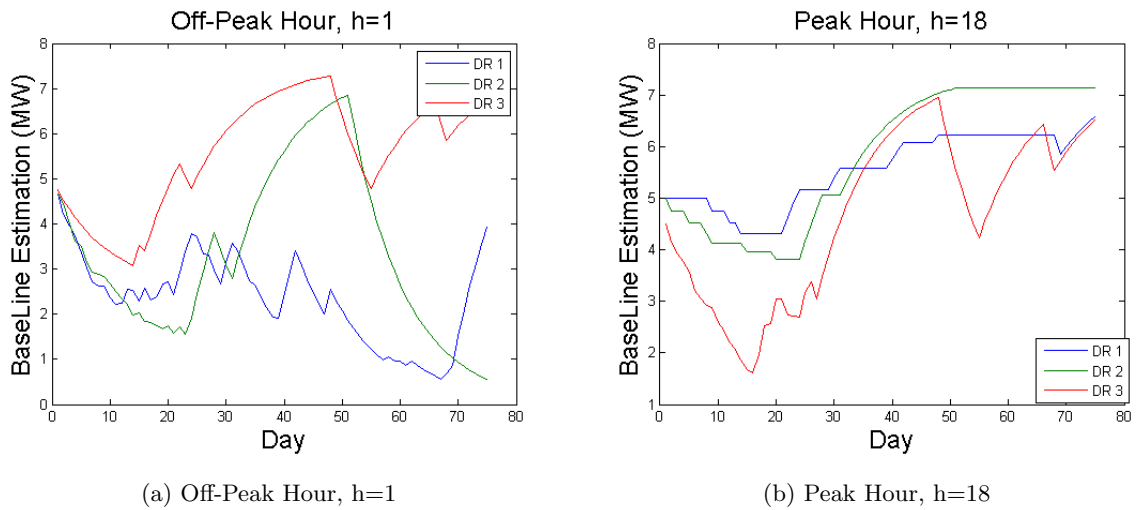 Off-Peak Hour, h=1
BaseLine Estimation (MW)
8
7
6
5
4
3
2
1
0
DR 1
DR 2
DR 3
0 10 20 30 40 50 60 70 80
Day
(a) Off-Peak Hour, h=1
Peak Hour, h=18
BaseLine Estimation (MW)
8
7
6
5
4
3
2
1
DR 1
DR 2
DR 3
0 10 20 30 40 50 60 70 80
Day
(b) Peak Hour, h=18